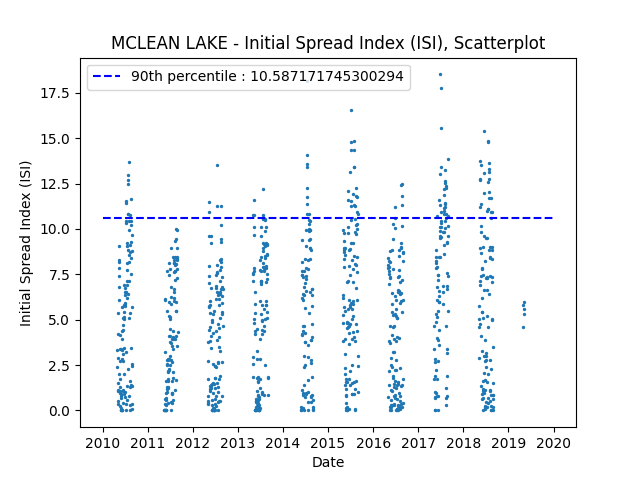 MCLEAN LAKE - Initial Spread Index (ISI), Scatterplot
90th percentile : 10.587171745300294
17.5
15.0
12.5
10.0
7.5
5.0
2.5
0.0
Initial Spread Index (ISI)
2010 2011 2012 2013 2014 2015 2016 2017 2018 2019 2020
Date